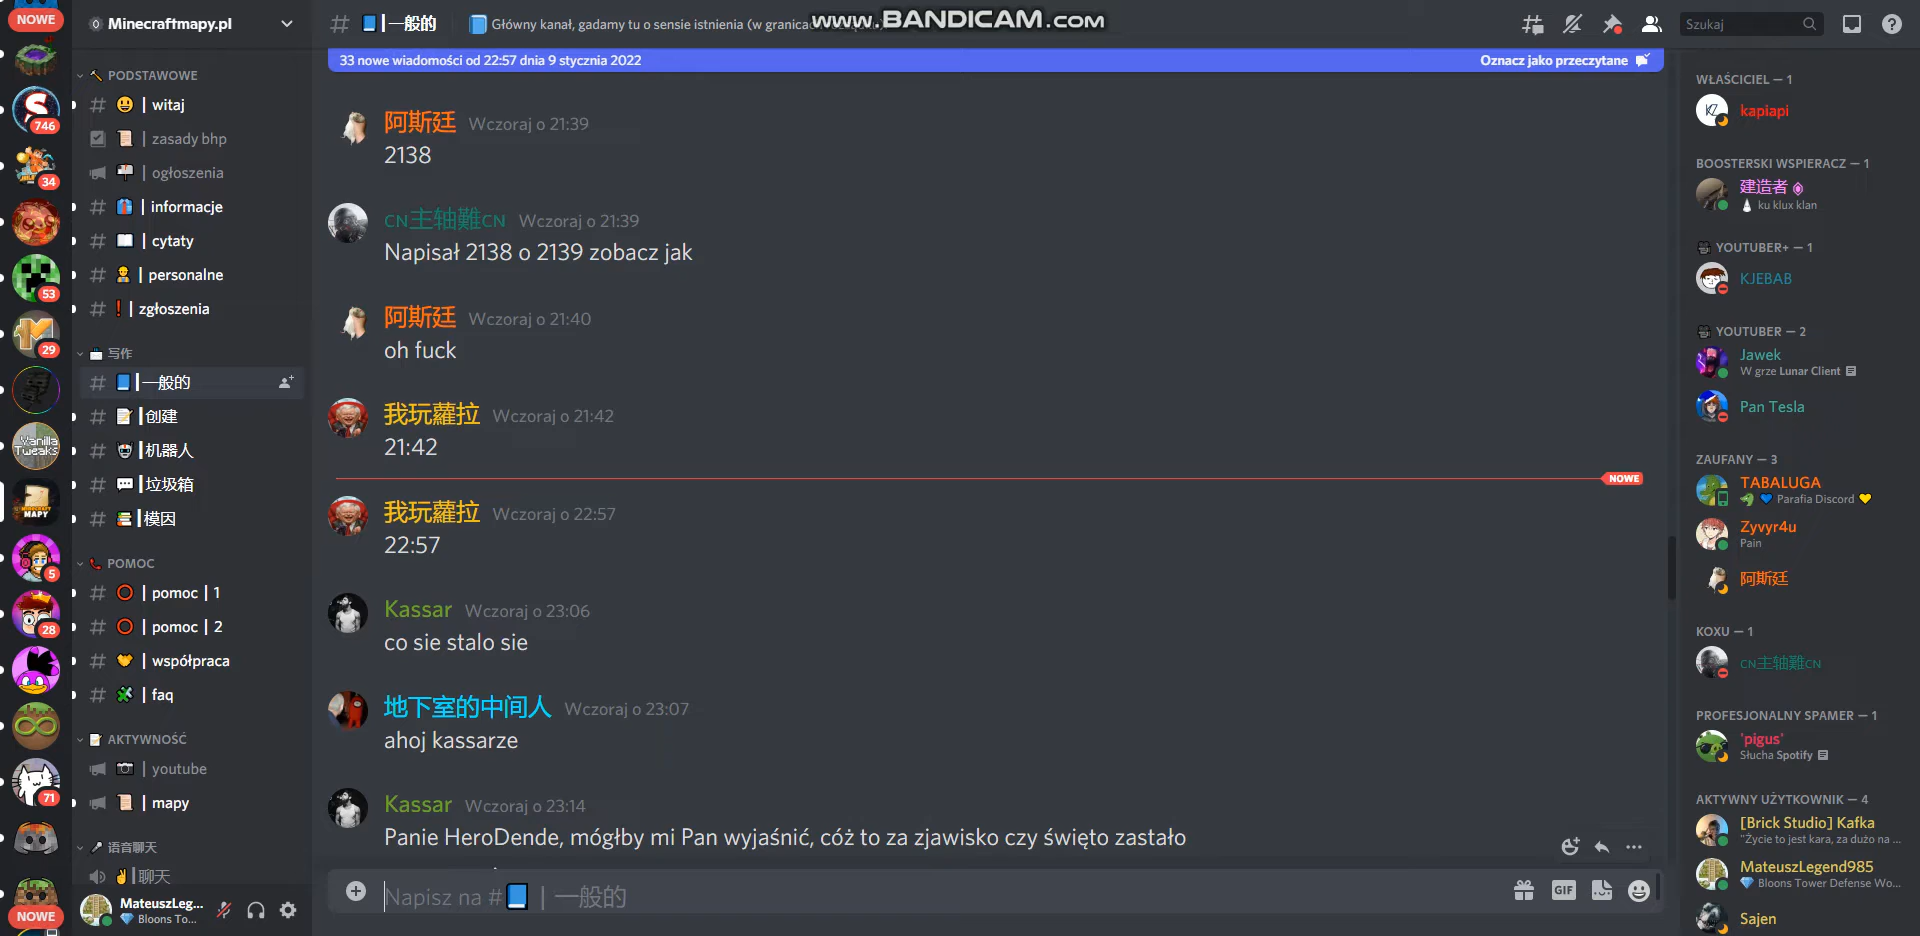 NOWE
746
34
53
29
Vanilla
Tweaks
MAPY
5
28
71
NOWE
Minecraftmapy.pl
PODSTAWOWE
| witaj
| zasady bhp
| ogłoszenia
| informacje
| cytaty
| personalne
| zgłoszenia
写作
|一般的
|创建
|机器人
|垃圾箱
|模因
POMOC
| pomoc | 1
| pomoc | 2
| współpraca
| faq
AKTYWNOŚĆ
| youtube
| mapy
语音聊天
|聊天
MateuszLeg...
Bloons To...
# |一般的
Główny kanał, gadamy tu o sensie istnienia (w granica
www.BANDICAM.com
Szukaj
33 nowe wiadomości od 22:57 dnia 9 stycznia 2022
Oznacz jako przeczytane
阿斯廷 Wczoraj o 21:39
2138
CN主轴難CN Wczoraj o 21:39
Napisał 2138 o 2139 zobacz jak
阿斯廷 Wczoraj o 21:40
oh fuck
我玩蘿拉 Wczoraj o 21:42
21:42
NOWE
我玩蘿拉 Wczoraj o 22:57
22:57
Kassar Wczoraj o 23:06
co sie stalo sie
地下室的中间人 Wczoraj o 23:07
ahoj kassarze
Kassar Wczoraj o 23:14
Panie HeroDende, mógłby mi Pan wyjaśnić, cóż to za zjawisko czy święto zastało
Napisz na # | 一般的
GIF
WŁAŚCICIEL — 1
kapiapi
BOOSTERSKI WSPIERACZ — 1
建造者
ku klux klan
YOUTUBER+ — 1
KJEBAB
YOUTUBER — 2
Jawek
W grze Lunar Client
Pan Tesla
ZAUFANY — 3
TABALUGA
Parafia Discord
Zyvyr4u
Pain
阿斯廷
KOXU — 1
CN主轴難CN
PROFESJONALNY SPAMER — 1
'pigus'
Słucha Spotify
AKTYWNY UŻYTKOWNIK — 4
[Brick Studio] Kafka
"Życie to jest kara, za dużo na ...
MateuszLegend985
Bloons Tower Defense Wo...
Sajen